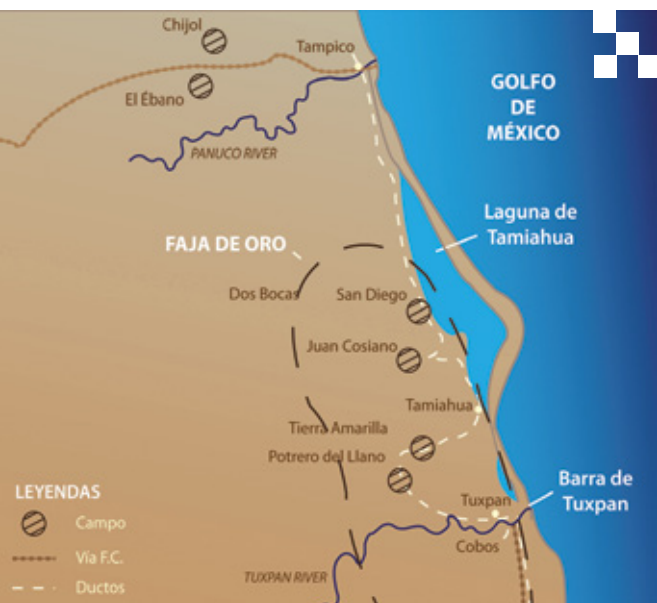 Chijol
Tampico
El Ébano
GOLFO
DE
MÉXICO
PANUCO RIVER
Laguna de
Tamiahua
FAJA DE ORO
Dos Bocas
San Diego
Juan Cosiano
Tamiahua
Tierra Amarilla
Potrero del Llano
Barra de
Tuxpan
LEYENDAS
Campo
Vía F.C.
Ductos
Tuxpan
Cobos
TUXPAN RIVER